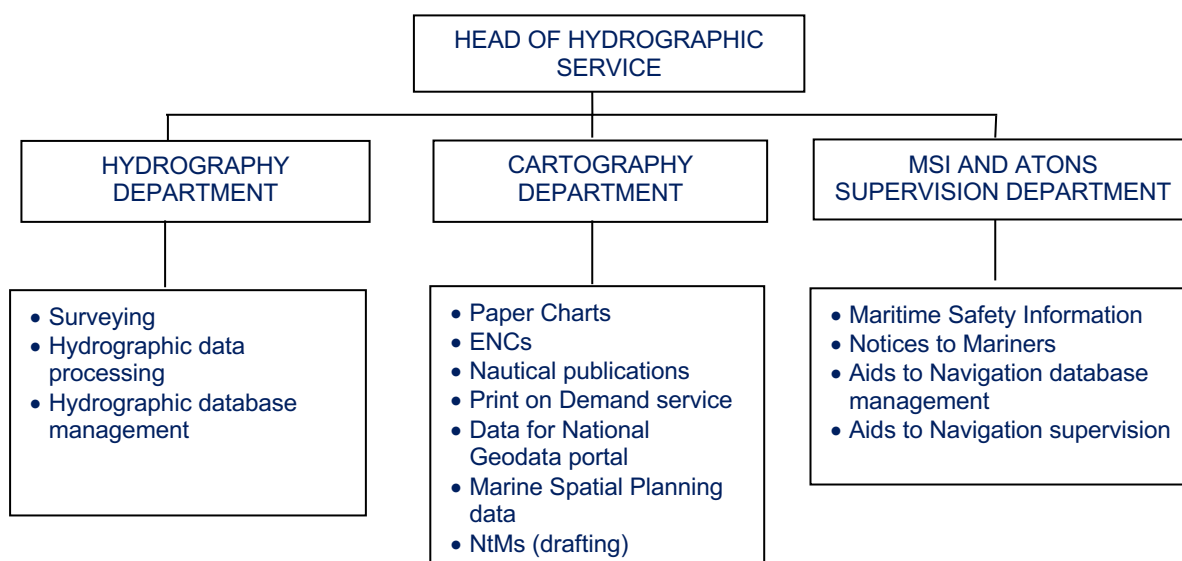 HEAD OF HYDROGRAPHIC
SERVICE
HYDROGRAPHY
DEPARTMENT
CARTOGRAPHY
DEPARTMENT
MSI AND ATONS
SUPERVISION DEPARTMENT
• Surveying
• Hydrographic data
processing
• Hydrographic database
management
• Paper Charts
• ENCs
• Nautical publications
• Print on Demand service
• Data for National
Geodata portal
• Marine Spatial Planning
data
• NtMs (drafting)
• Maritime Safety Information
• Notices to Mariners
• Aids to Navigation database
management
• Aids to Navigation supervision